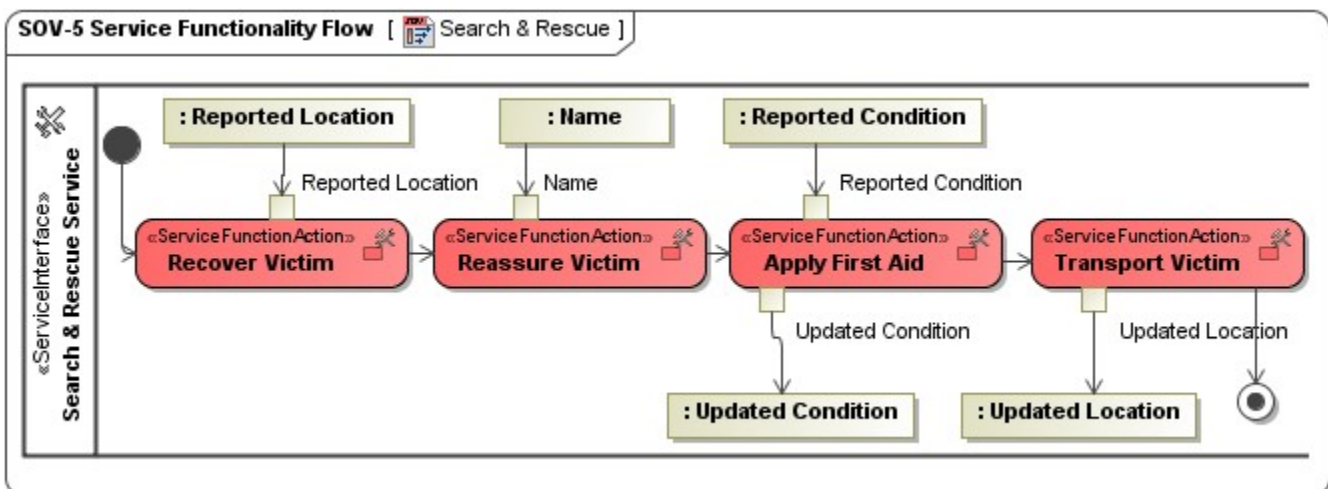 SOV-5 Service Functionality Flow [ Search & Rescue ]
«ServiceInterface»
Search & Rescue Service
: Reported Location
: Name
: Reported Condition
Reported Location
Name
Reported Condition
«ServiceFunctionAction»
Recover Victim
«ServiceFunctionAction»
Reassure Victim
«ServiceFunctionAction»
Apply First Aid
«ServiceFunctionAction»
Transport Victim
Updated Condition
Updated Location
: Updated Condition
: Updated Location